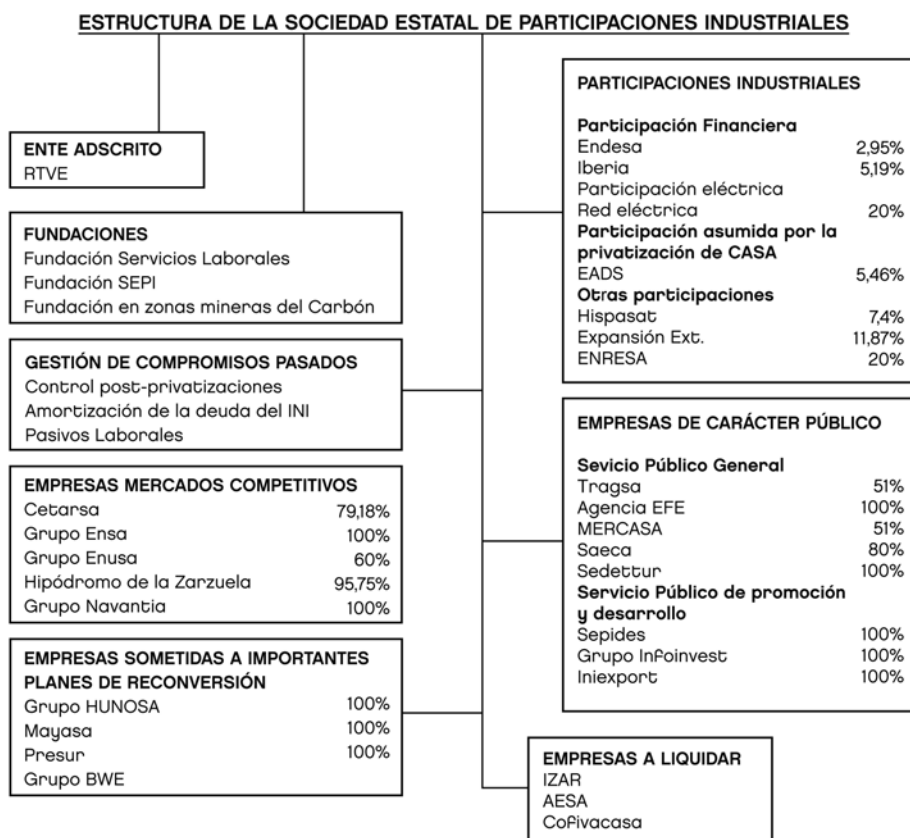 ESTRUCTURA DE LA SOCIEDAD ESTATAL DE PARTICIPACIONES INDUSTRIALES
ENTE ADSCRITO
RTVE
FUNDACIONES
Fundación Servicios Laborales
Fundación SEPI
Fundación en zonas mineras del Carbón
GESTIÓN DE COMPROMISOS PASADOS
Control post-privatizaciones
Amortización de la deuda del INI
Pasivos Laborales
EMPRESAS MERCADOS COMPETITIVOS
Cetarsa 79,18%
Grupo Ensa 100%
Grupo Enusa 60%
Hipódromo de la Zarzuela 95,75%
Grupo Navantia 100%
EMPRESAS SOMETIDAS A IMPORTANTES
PLANES DE RECONVERSIÓN
Grupo HUNOSA 100%
Mayasa 100%
Presur 100%
Grupo BWE
PARTICIPACIONES INDUSTRIALES
Participación Financiera
Endesa 2,95%
Iberia 5,19%
Participación eléctrica
Red eléctrica 20%
Participación asumida por la
privatización de CASA
EADS 5,46%
Otras participaciones
Hispasat 7,4%
Expansión Ext. 11,87%
ENRESA 20%
EMPRESAS DE CARÁCTER PÚBLICO
Sevicio Público General
Tragsa 51%
Agencia EFE 100%
MERCASA 51%
Saeca 80%
Sedettur 100%
Servicio Público de promoción
y desarrollo
Sepides 100%
Grupo Infoinvest 100%
Iniexport 100%
EMPRESAS A LIQUIDAR
IZAR
AESA
Cofivacasa